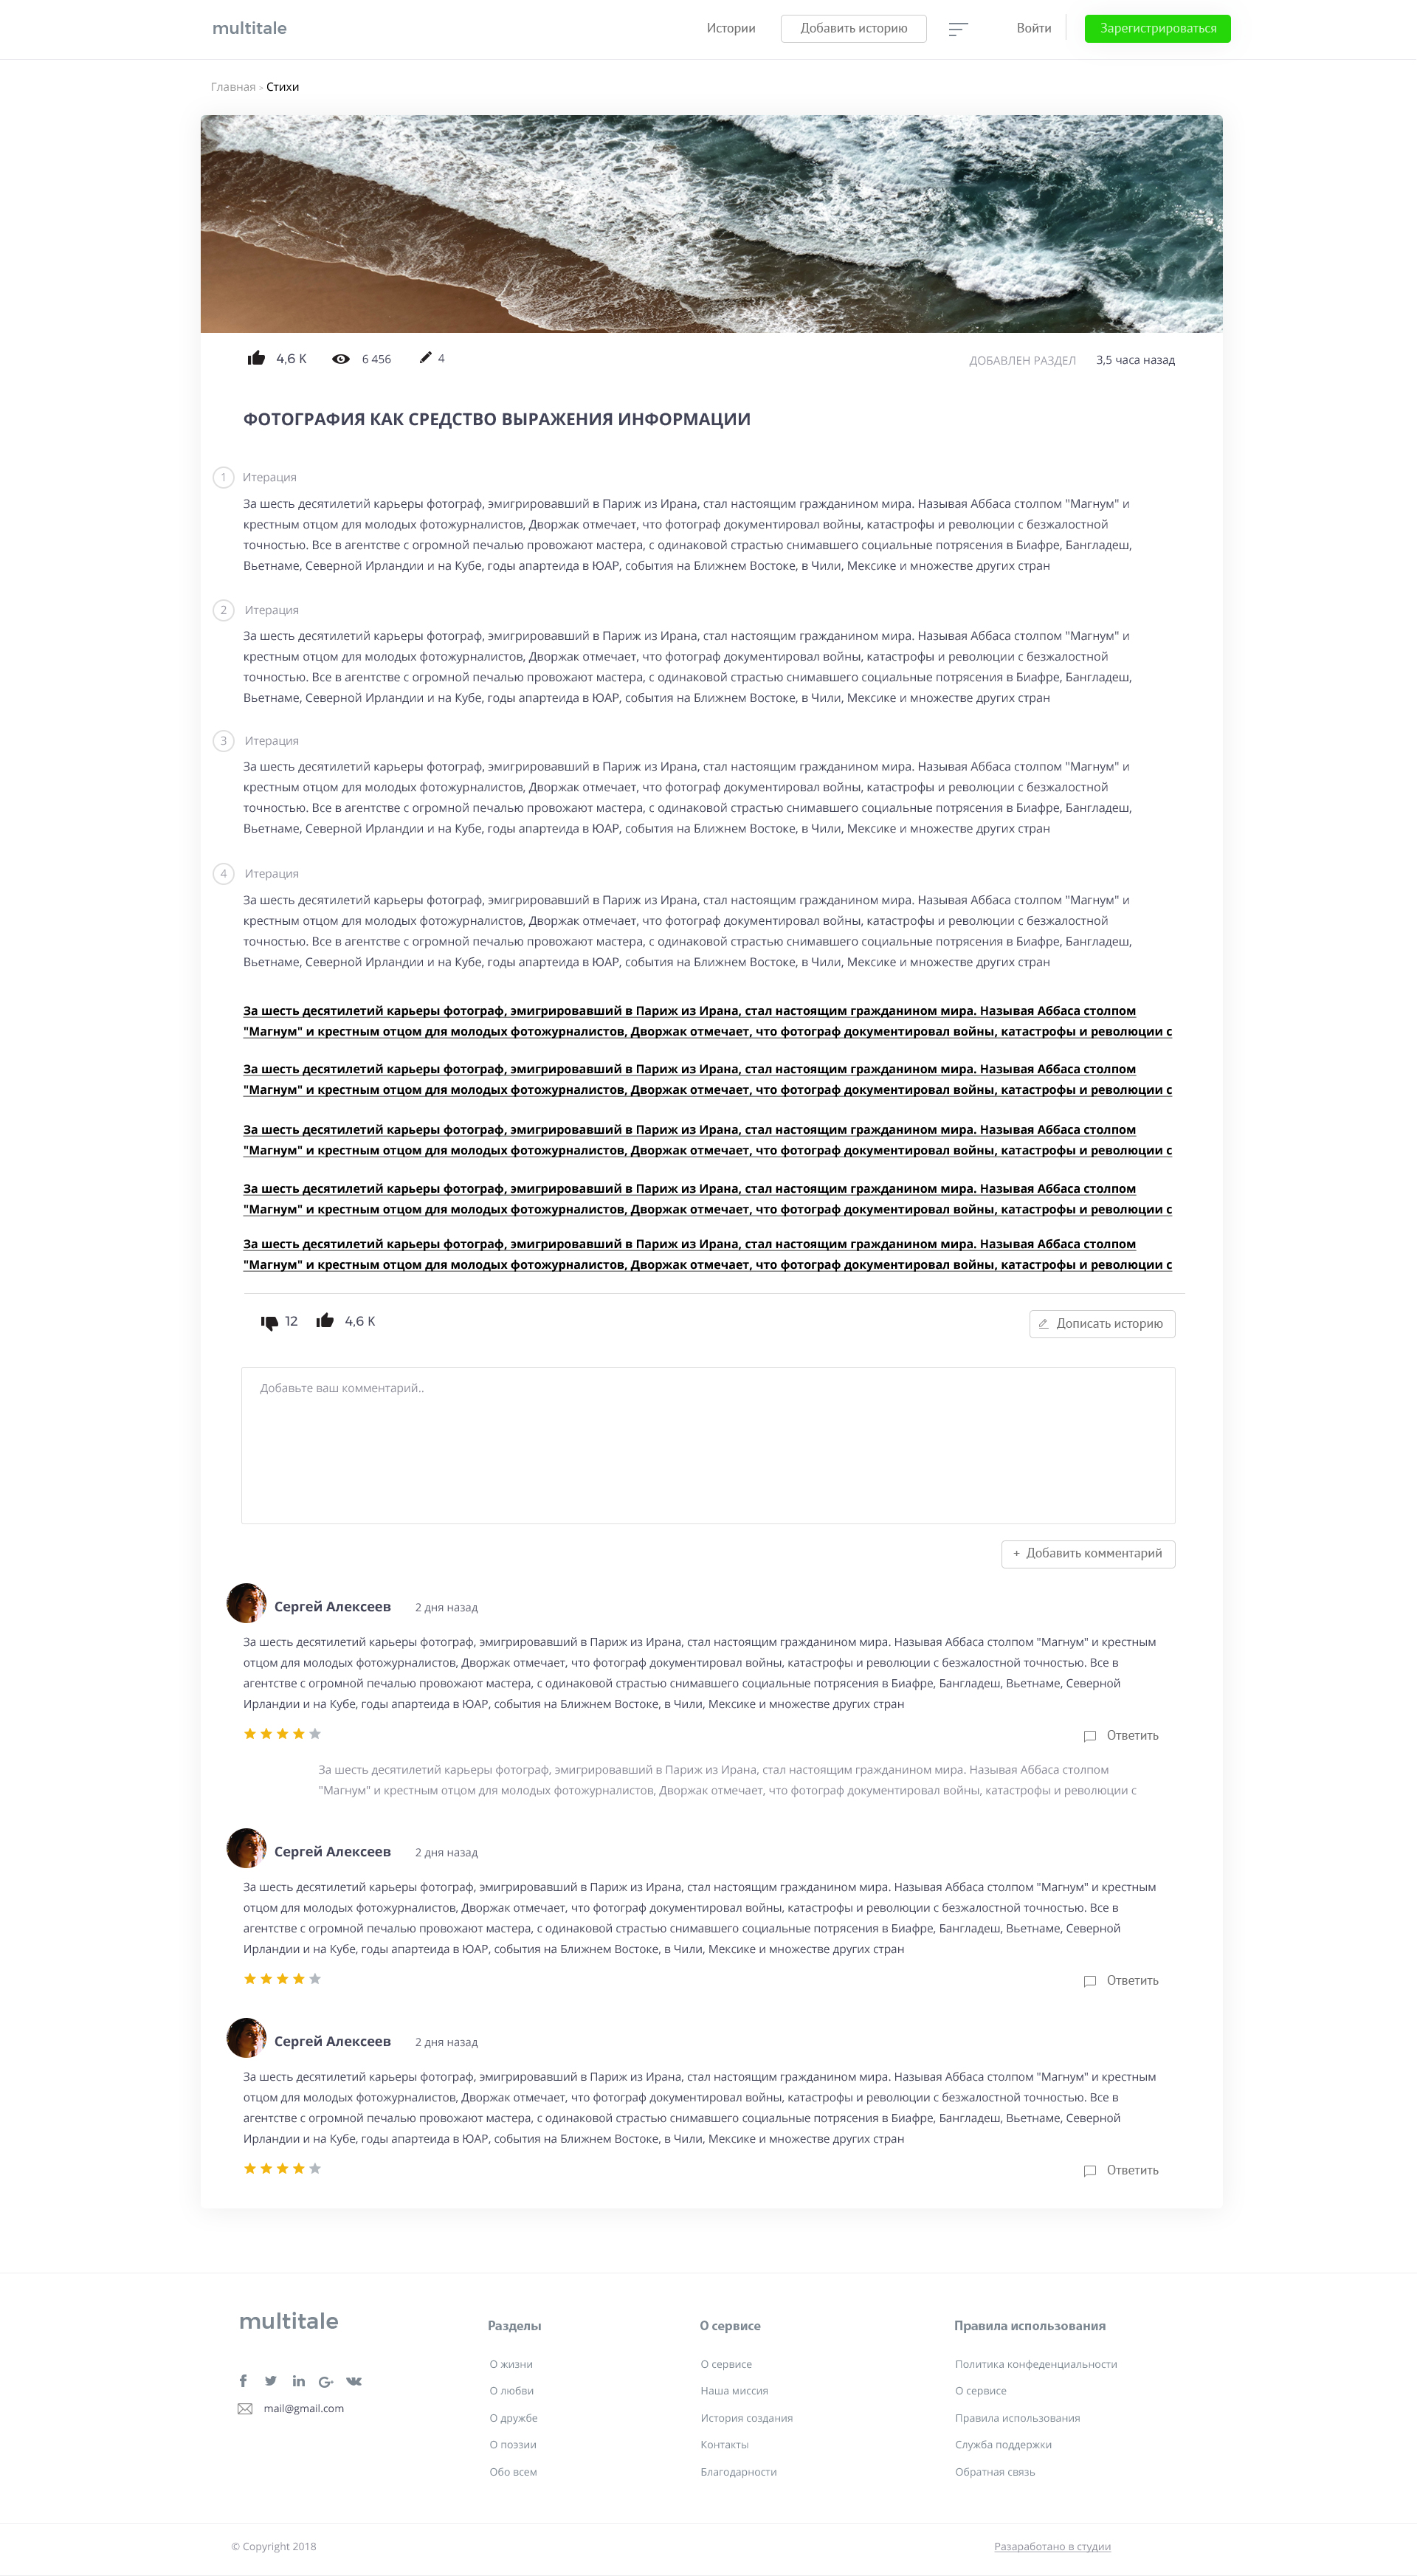 multitale
Истории
Добавить историю
Войти
Зарегистрироваться
Главная > Стихи
4,6 K
6 456
4
ДОБАВЛЕН РАЗДЕЛ
3,5 часа назад
ФОТОГРАФИЯ КАК СРЕДСТВО ВЫРАЖЕНИЯ ИНФОРМАЦИИ
1 Итерация
За шесть десятилетий карьеры фотограф, эмигрировавший в Париж из Ирана, стал настоящим гражданином мира. Называя Аббаса столпом "Магнум" и
крестным отцом для молодых фотожурналистов, Дворжак отмечает, что фотограф документировал войны, катастрофы и революции с безжалостной
точностью. Все в агентстве с огромной печалью провожают мастера, с одинаковой страстью снимавшего социальные потрясения в Биафре, Бангладеш,
Вьетнаме, Северной Ирландии и на Кубе, годы апартеида в ЮАР, события на Ближнем Востоке, в Чили, Мексике и множестве других стран
2 Итерация
За шесть десятилетий карьеры фотограф, эмигрировавший в Париж из Ирана, стал настоящим гражданином мира. Называя Аббаса столпом "Магнум" и
крестным отцом для молодых фотожурналистов, Дворжак отмечает, что фотограф документировал войны, катастрофы и революции с безжалостной
точностью. Все в агентстве с огромной печалью провожают мастера, с одинаковой страстью снимавшего социальные потрясения в Биафре, Бангладеш,
Вьетнаме, Северной Ирландии и на Кубе, годы апартеида в ЮАР, события на Ближнем Востоке, в Чили, Мексике и множестве других стран
3 Итерация
За шесть десятилетий карьеры фотограф, эмигрировавший в Париж из Ирана, стал настоящим гражданином мира. Называя Аббаса столпом "Магнум" и
крестным отцом для молодых фотожурналистов, Дворжак отмечает, что фотограф документировал войны, катастрофы и революции с безжалостной
точностью. Все в агентстве с огромной печалью провожают мастера, с одинаковой страстью снимавшего социальные потрясения в Биафре, Бангладеш,
Вьетнаме, Северной Ирландии и на Кубе, годы апартеида в ЮАР, события на Ближнем Востоке, в Чили, Мексике и множестве других стран
4 Итерация
За шесть десятилетий карьеры фотограф, эмигрировавший в Париж из Ирана, стал настоящим гражданином мира. Называя Аббаса столпом "Магнум" и
крестным отцом для молодых фотожурналистов, Дворжак отмечает, что фотограф документировал войны, катастрофы и революции с безжалостной
точностью. Все в агентстве с огромной печалью провожают мастера, с одинаковой страстью снимавшего социальные потрясения в Биафре, Бангладеш,
Вьетнаме, Северной Ирландии и на Кубе, годы апартеида в ЮАР, события на Ближнем Востоке, в Чили, Мексике и множестве других стран
За шесть десятилетий карьеры фотограф, эмигрировавший в Париж из Ирана, стал настоящим гражданином мира. Называя Аббаса столпом
"Магнум" и крестным отцом для молодых фотожурналистов, Дворжак отмечает, что фотограф документировал войны, катастрофы и революции с
За шесть десятилетий карьеры фотограф, эмигрировавший в Париж из Ирана, стал настоящим гражданином мира. Называя Аббаса столпом
"Магнум" и крестным отцом для молодых фотожурналистов, Дворжак отмечает, что фотограф документировал войны, катастрофы и революции с
За шесть десятилетий карьеры фотограф, эмигрировавший в Париж из Ирана, стал настоящим гражданином мира. Называя Аббаса столпом
"Магнум" и крестным отцом для молодых фотожурналистов, Дворжак отмечает, что фотограф документировал войны, катастрофы и революции с
За шесть десятилетий карьеры фотограф, эмигрировавший в Париж из Ирана, стал настоящим гражданином мира. Называя Аббаса столпом
"Магнум" и крестным отцом для молодых фотожурналистов, Дворжак отмечает, что фотограф документировал войны, катастрофы и революции с
За шесть десятилетий карьеры фотограф, эмигрировавший в Париж из Ирана, стал настоящим гражданином мира. Называя Аббаса столпом
"Магнум" и крестным отцом для молодых фотожурналистов, Дворжак отмечает, что фотограф документировал войны, катастрофы и революции с
12
4,6 K
Дописать историю
Добавьте ваш комментарий..
+ Добавить комментарий
Сергей Алексеев 2 дня назад
За шесть десятилетий карьеры фотограф, эмигрировавший в Париж из Ирана, стал настоящим гражданином мира. Называя Аббаса столпом "Магнум" и крестным
отцом для молодых фотожурналистов, Дворжак отмечает, что фотограф документировал войны, катастрофы и революции с безжалостной точностью. Все в
агентстве с огромной печалью провожают мастера, с одинаковой страстью снимавшего социальные потрясения в Биафре, Бангладеш, Вьетнаме, Северной
Ирландии и на Кубе, годы апартеида в ЮАР, события на Ближнем Востоке, в Чили, Мексике и множестве других стран
Ответить
За шесть десятилетий карьеры фотограф, эмигрировавший в Париж из Ирана, стал настоящим гражданином мира. Называя Аббаса столпом
"Магнум" и крестным отцом для молодых фотожурналистов, Дворжак отмечает, что фотограф документировал войны, катастрофы и революции с
Сергей Алексеев 2 дня назад
За шесть десятилетий карьеры фотограф, эмигрировавший в Париж из Ирана, стал настоящим гражданином мира. Называя Аббаса столпом "Магнум" и крестным
отцом для молодых фотожурналистов, Дворжак отмечает, что фотограф документировал войны, катастрофы и революции с безжалостной точностью. Все в
агентстве с огромной печалью провожают мастера, с одинаковой страстью снимавшего социальные потрясения в Биафре, Бангладеш, Вьетнаме, Северной
Ирландии и на Кубе, годы апартеида в ЮАР, события на Ближнем Востоке, в Чили, Мексике и множестве других стран
Ответить
Сергей Алексеев 2 дня назад
За шесть десятилетий карьеры фотограф, эмигрировавший в Париж из Ирана, стал настоящим гражданином мира. Называя Аббаса столпом "Магнум" и крестным
отцом для молодых фотожурналистов, Дворжак отмечает, что фотограф документировал войны, катастрофы и революции с безжалостной точностью. Все в
агентстве с огромной печалью провожают мастера, с одинаковой страстью снимавшего социальные потрясения в Биафре, Бангладеш, Вьетнаме, Северной
Ирландии и на Кубе, годы апартеида в ЮАР, события на Ближнем Востоке, в Чили, Мексике и множестве других стран
Ответить
multitale
mail@gmail.com
Разделы
О жизни
О любви
О дружбе
О поэзии
Обо всем
О сервисе
О сервисе
Наша миссия
История создания
Контакты
Благодарности
Правила использования
Политика конфеденциальности
О сервисе
Правила использования
Служба поддержки
Обратная связь
© Copyright 2018
Разаработано в студии